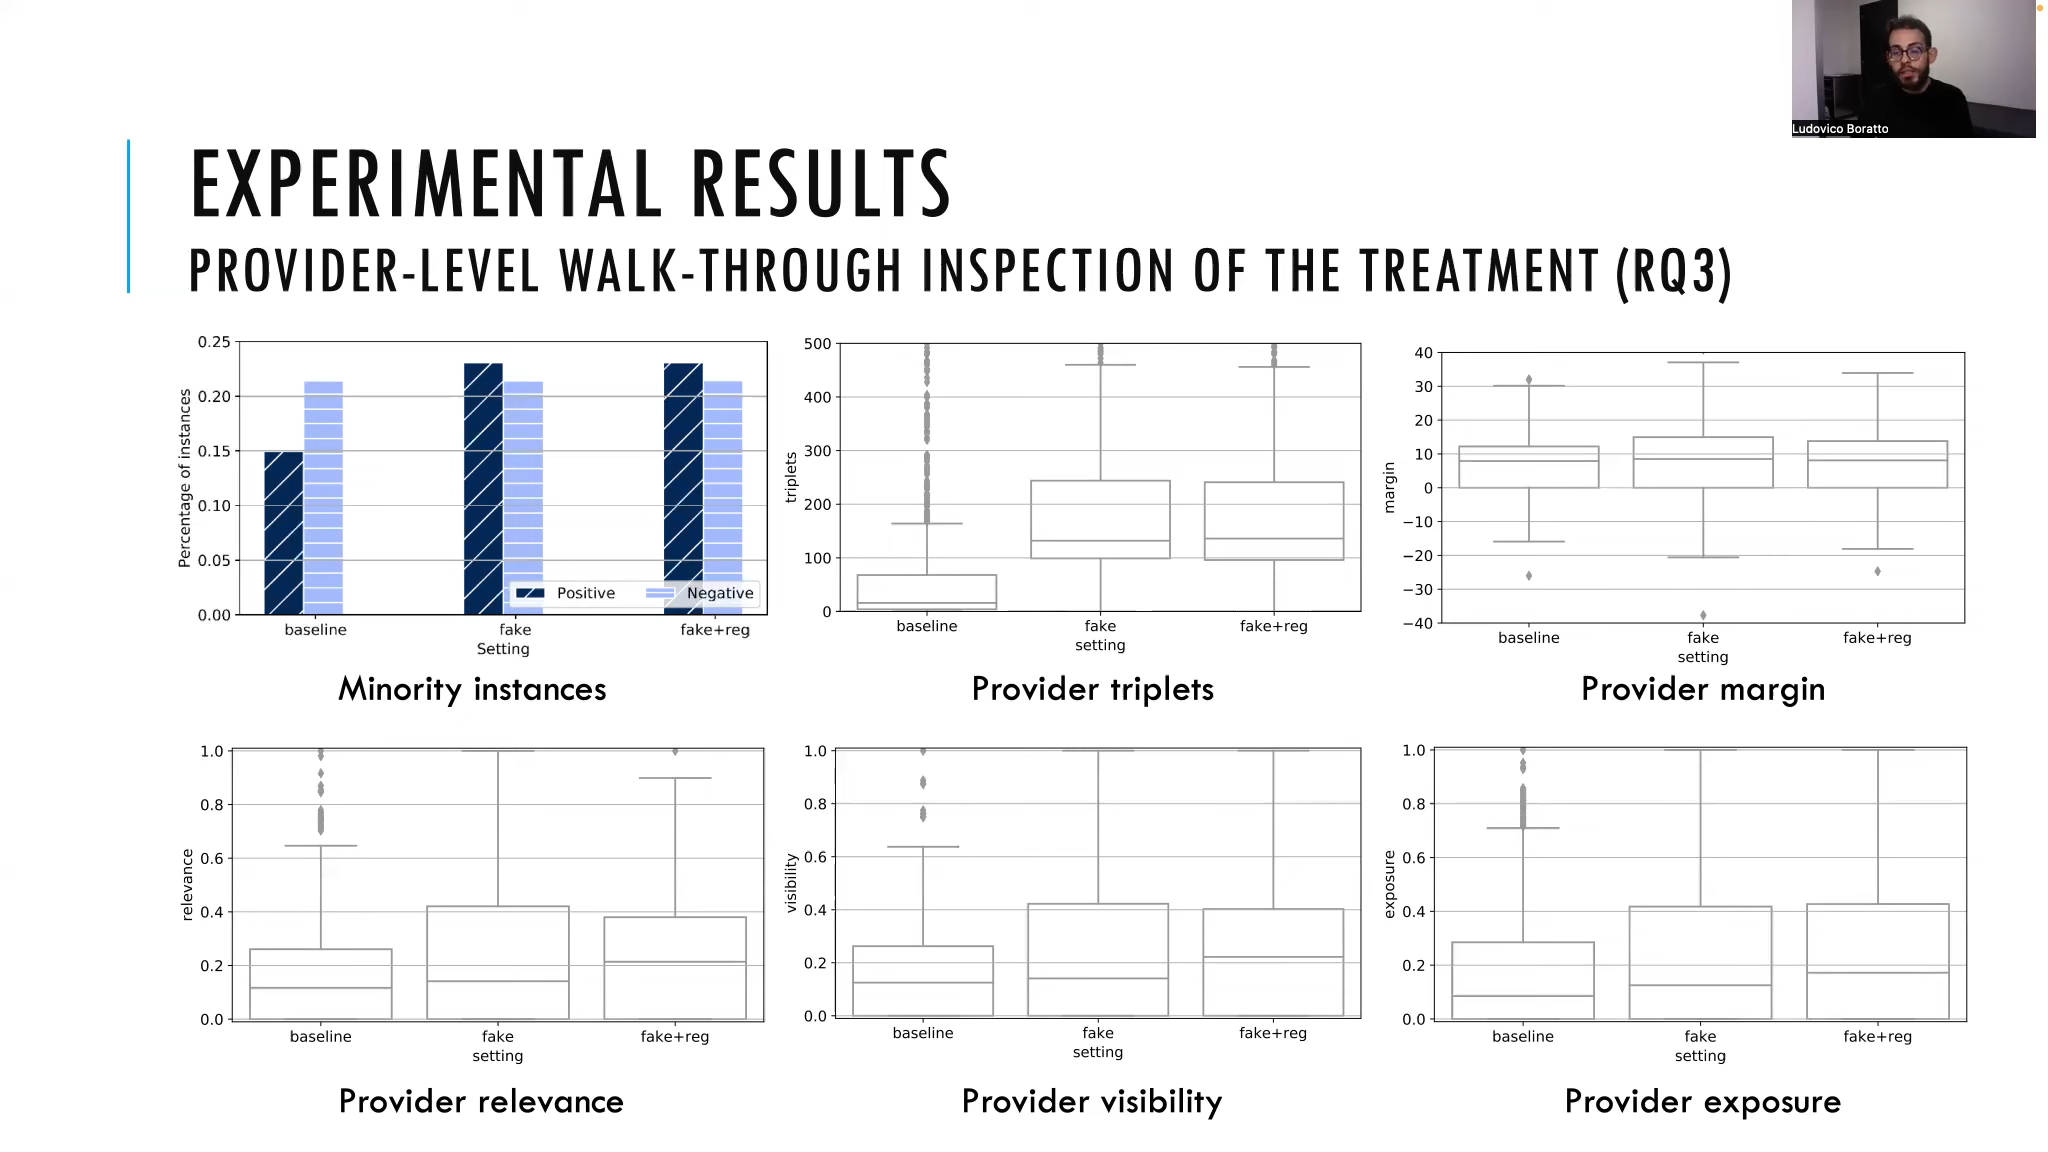 Ludovico Boratto
EXPERIMENTAL RESULTS
PROVIDER-LEVEL WALK-THROUGH INSPECTION OF THE TREATMENT (RQ3)
0.25
0.20
0.15
0.10
0.05
0.00
Percentage of instances
Positive Negative
baseline fake fake+reg
Setting
Minority instances
500
400
300
200
100
0
triplets
baseline fake fake+reg
setting
Provider triplets
40
30
20
10
0
−10
−20
−30
−40
margin
baseline fake fake+reg
setting
Provider margin
1.0
0.8
0.6
0.4
0.2
0.0
relevance
baseline fake fake+reg
setting
Provider relevance
1.0
0.8
0.6
0.4
0.2
0.0
visibility
baseline fake fake+reg
setting
Provider visibility
1.0
0.8
0.6
0.4
0.2
0.0
exposure
baseline fake fake+reg
setting
Provider exposure